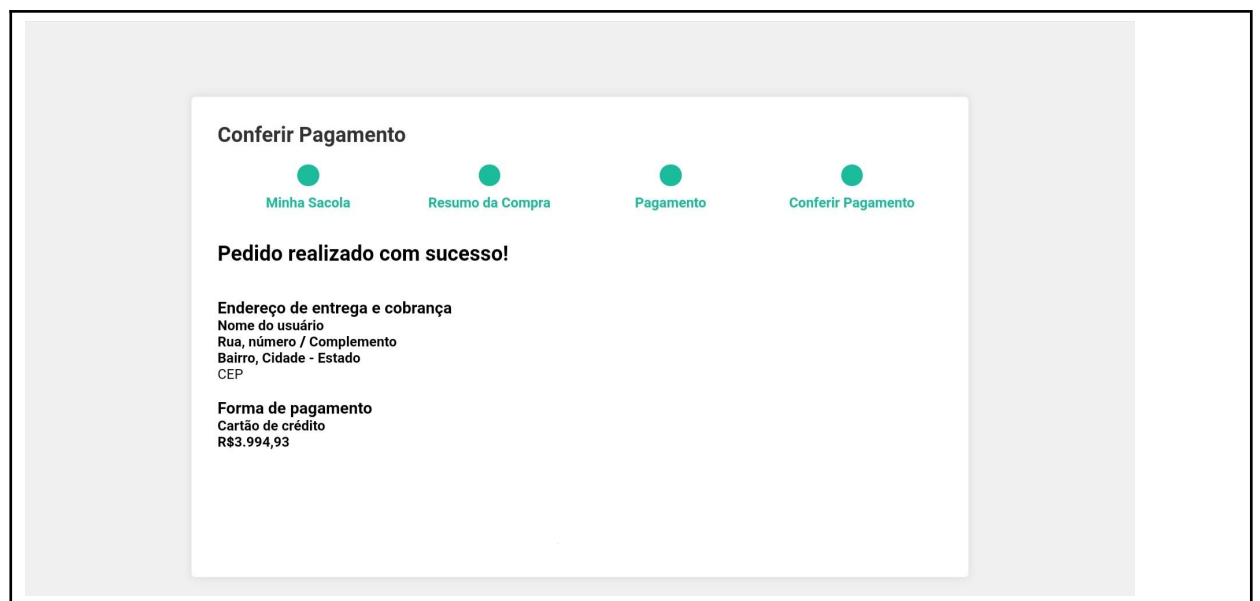 Conferir Pagamento
Minha Sacola Resumo da Compra Pagamento Conferir Pagamento
Pedido realizado com sucesso!
Endereço de entrega e cobrança
Nome do usuário
Rua, número / Complemento
Bairro, Cidade - Estado
CEP
Forma de pagamento
Cartão de crédito
R$3.994,93